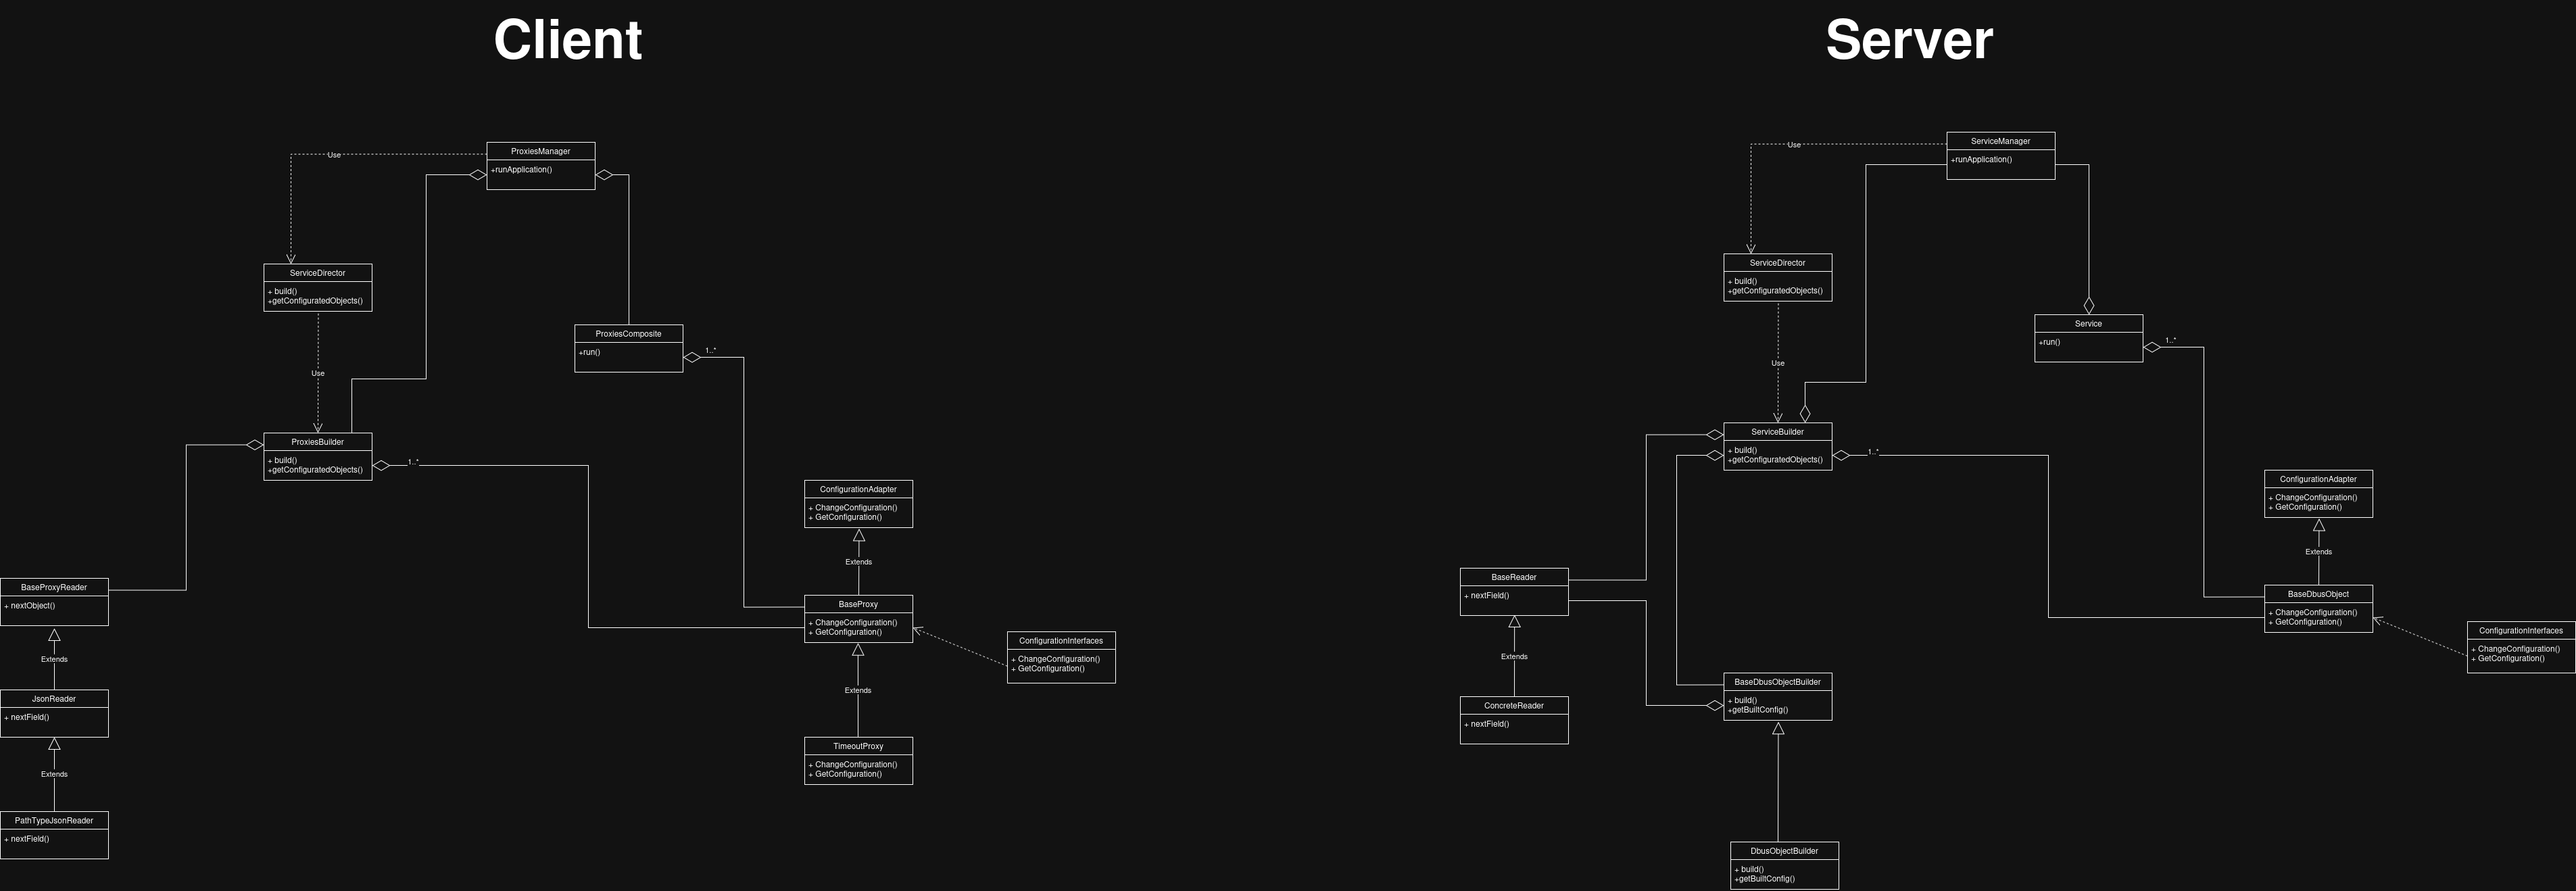 Client
Use
ProxiesManager
+runApplication()
ServiceDirector
+ build()
+getConfiguratedObjects()
ProxiesComposite
+run()
1..*
Use
ProxiesBuilder
+ build()
+getConfiguratedObjects()
1..*
ConfigurationAdapter
+ ChangeConfiguration()
+ GetConfiguration()
Extends
BaseProxyReader
+ nextObject()
BaseProxy
+ ChangeConfiguration()
+ GetConfiguration()
ConfigurationInterfaces
+ ChangeConfiguration()
+ GetConfiguration()
Extends
JsonReader
+ nextField()
Extends
TimeoutProxy
+ ChangeConfiguration()
+ GetConfiguration()
Extends
PathTypeJsonReader
+ nextField()
Server
Use
ServiceManager
+runApplication()
ServiceDirector
+ build()
+getConfiguratedObjects()
Service
+run()
1..*
Use
ServiceBuilder
+ build()
+getConfiguratedObjects()
1..*
ConfigurationAdapter
+ ChangeConfiguration()
+ GetConfiguration()
Extends
BaseReader
+ nextField()
BaseDbusObject
+ ChangeConfiguration()
+ GetConfiguration()
ConfigurationInterfaces
+ ChangeConfiguration()
+ GetConfiguration()
Extends
BaseDbusObjectBuilder
+ build()
+getBuiltConfig()
ConcreteReader
+ nextField()
DbusObjectBuilder
+ build()
+getBuiltConfig()